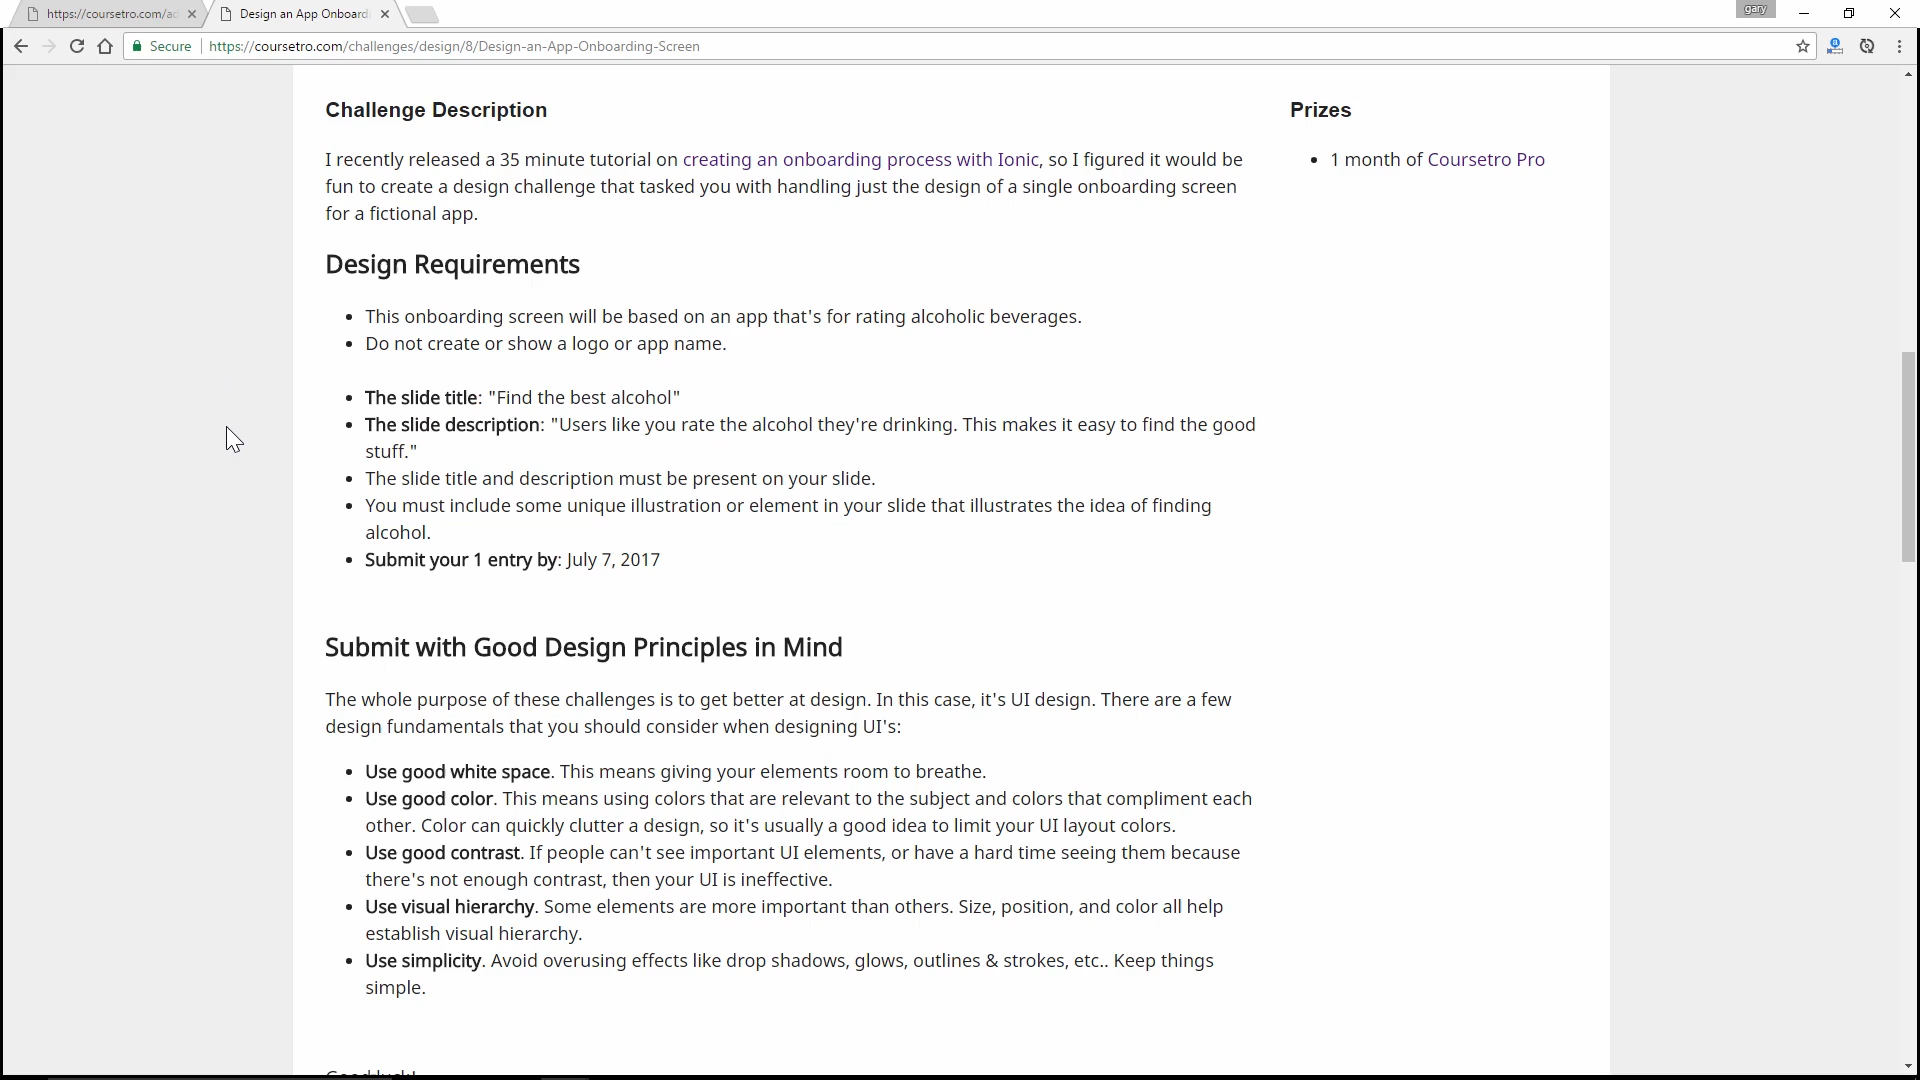 https://coursetro.com/ad
Design an App Onboard
gary
Secure
https://coursetro.com/challenges/design/8/Design-an-App-Onboarding-Screen
Challenge Description
I recently released a 35 minute tutorial on creating an onboarding process with Ionic, so I figured it would be
fun to create a design challenge that tasked you with handling just the design of a single onboarding screen
for a fictional app.
Prizes
• 1 month of Coursetro Pro
Design Requirements
• This onboarding screen will be based on an app that's for rating alcoholic beverages.
• Do not create or show a logo or app name.
• The slide title: "Find the best alcohol"
• The slide description: "Users like you rate the alcohol they're drinking. This makes it easy to find the good
stuff."
• The slide title and description must be present on your slide.
• You must include some unique illustration or element in your slide that illustrates the idea of finding
alcohol.
• Submit your 1 entry by: July 7, 2017
Submit with Good Design Principles in Mind
The whole purpose of these challenges is to get better at design. In this case, it's UI design. There are a few
design fundamentals that you should consider when designing UI's:
• Use good white space. This means giving your elements room to breathe.
• Use good color. This means using colors that are relevant to the subject and colors that compliment each
other. Color can quickly clutter a design, so it's usually a good idea to limit your UI layout colors.
• Use good contrast. If people can't see important UI elements, or have a hard time seeing them because
there's not enough contrast, then your UI is ineffective.
• Use visual hierarchy. Some elements are more important than others. Size, position, and color all help
establish visual hierarchy.
• Use simplicity. Avoid overusing effects like drop shadows, glows, outlines & strokes, etc.. Keep things
simple.
Good luck!